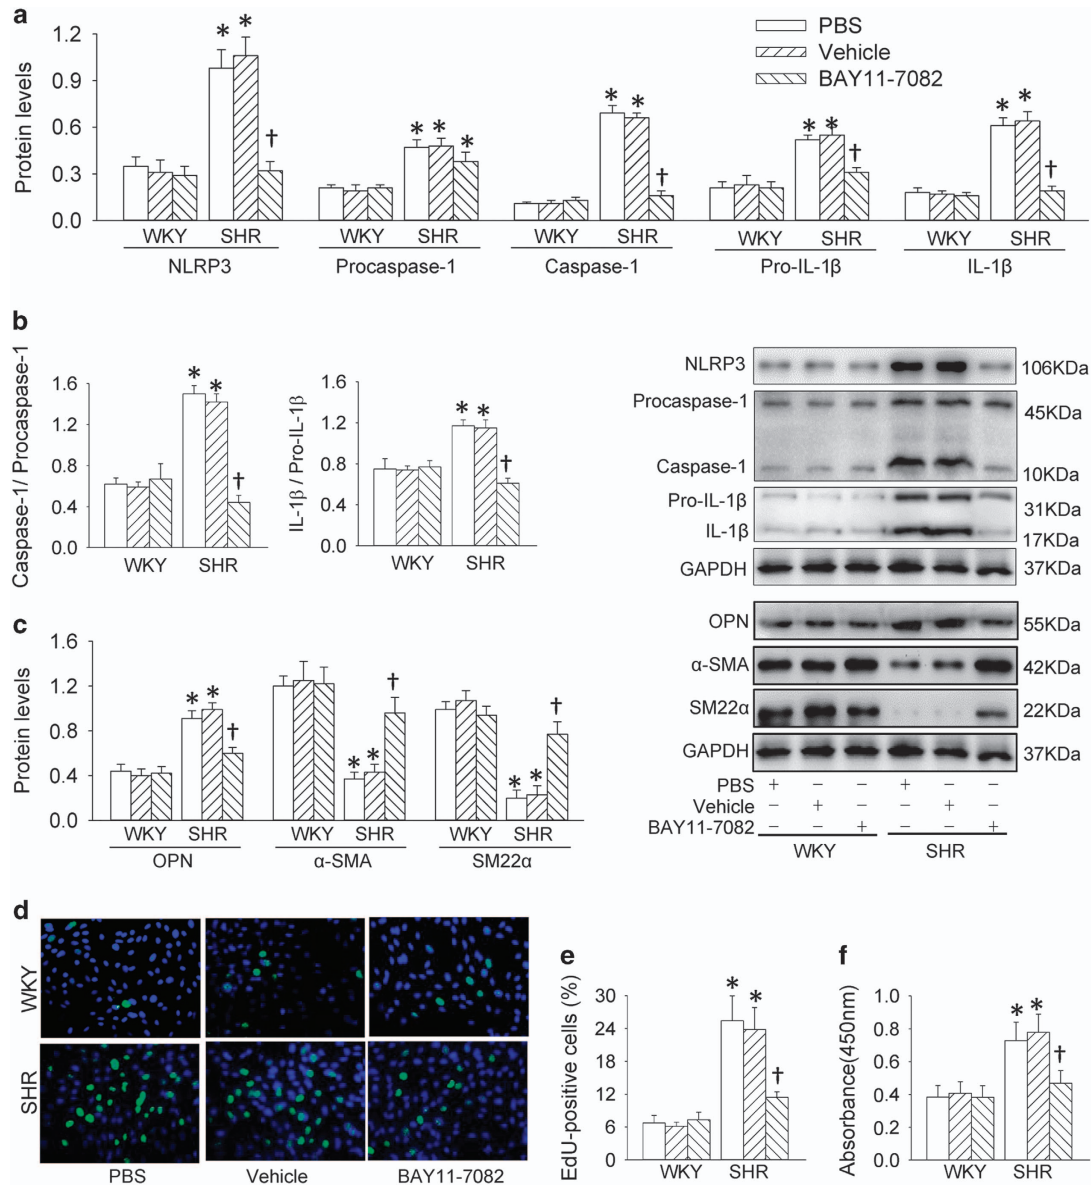 a
Protein levels
1.2
0.9
0.6
0.3
0.0
PBS
Vehicle
BAY11-7082
* * * * * * * * * * *
† † † †
WKY SHR WKY SHR WKY SHR WKY SHR WKY SHR
NLRP3 Procaspase-1 Caspase-1 Pro-IL-1β IL-1β
b
Caspase-1/ Procaspase-1
1.6
1.2
0.8
0.4
0.0
* *
†
WKY SHR
IL-1β / Pro-IL-1β
1.6
1.2
0.8
0.4
0.0
* *
†
WKY SHR
NLRP3 106KDa
Procaspase-1 45KDa
Caspase-1 10KDa
Pro-IL-1β 31KDa
IL-1β 17KDa
GAPDH 37KDa
OPN 55KDa
α-SMA 42KDa
SM22α 22KDa
GAPDH 37KDa
PBS + − − + − −
Vehicle − + − − + −
BAY11-7082 − − + − − +
WKY SHR
c
Protein levels
1.6
1.2
0.8
0.4
0.0
* * † * * † * * †
WKY SHR WKY SHR WKY SHR
OPN α-SMA SM22α
d
WKY
SHR
PBS Vehicle BAY11-7082
e
EdU-positive cells (%)
30
24
18
12
6
0
* *
†
WKY SHR
f
Absorbance(450nm)
1.0
0.8
0.6
0.4
0.2
0.0
* *
†
WKY SHR